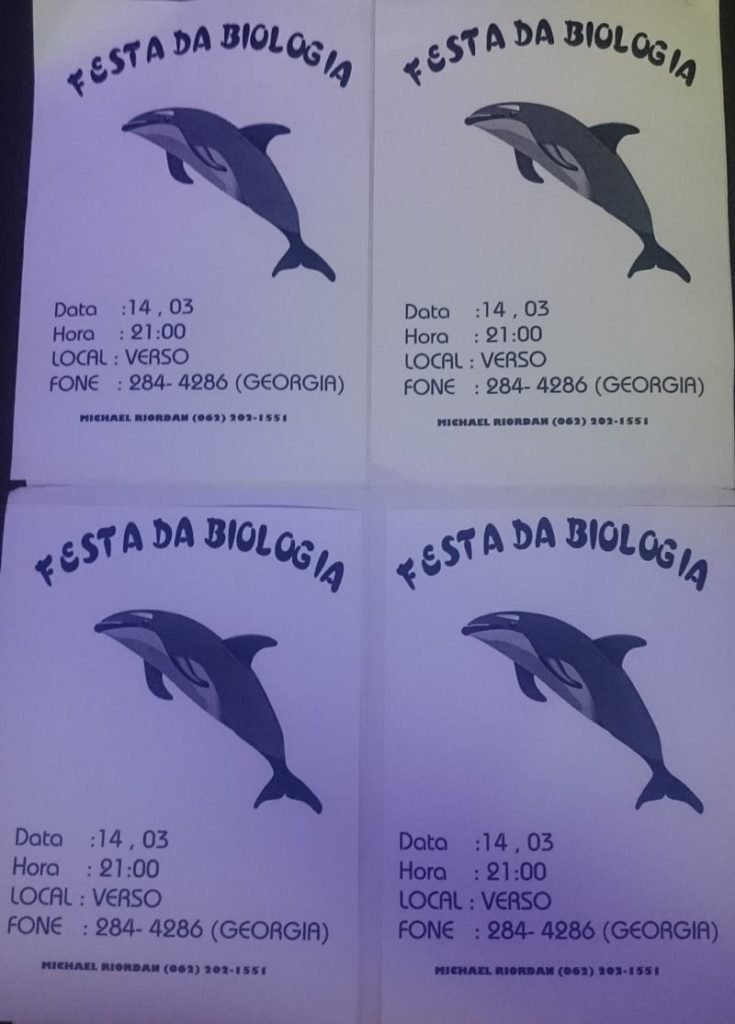 FESTA DA BIOLOGIA
Data :14 , 03
Hora : 21:00
LOCAL : VERSO
FONE : 284- 4286 (GEORGIA)
MICHAEL RIORDAN (062) 202-1551
FESTA DA BIOLOGIA
Data :14 , 03
Hora : 21:00
LOCAL : VERSO
FONE : 284- 4286 (GEORGIA)
MICHAEL RIORDAN (062) 202-1551
FESTA DA BIOLOGIA
Data :14 , 03
Hora : 21:00
LOCAL : VERSO
FONE : 284- 4286 (GEORGIA)
MICHAEL RIORDAN (062) 202-1551
FESTA DA BIOLOGIA
Data :14 , 03
Hora : 21:00
LOCAL : VERSO
FONE : 284- 4286 (GEORGIA)
MICHAEL RIORDAN (062) 202-1551